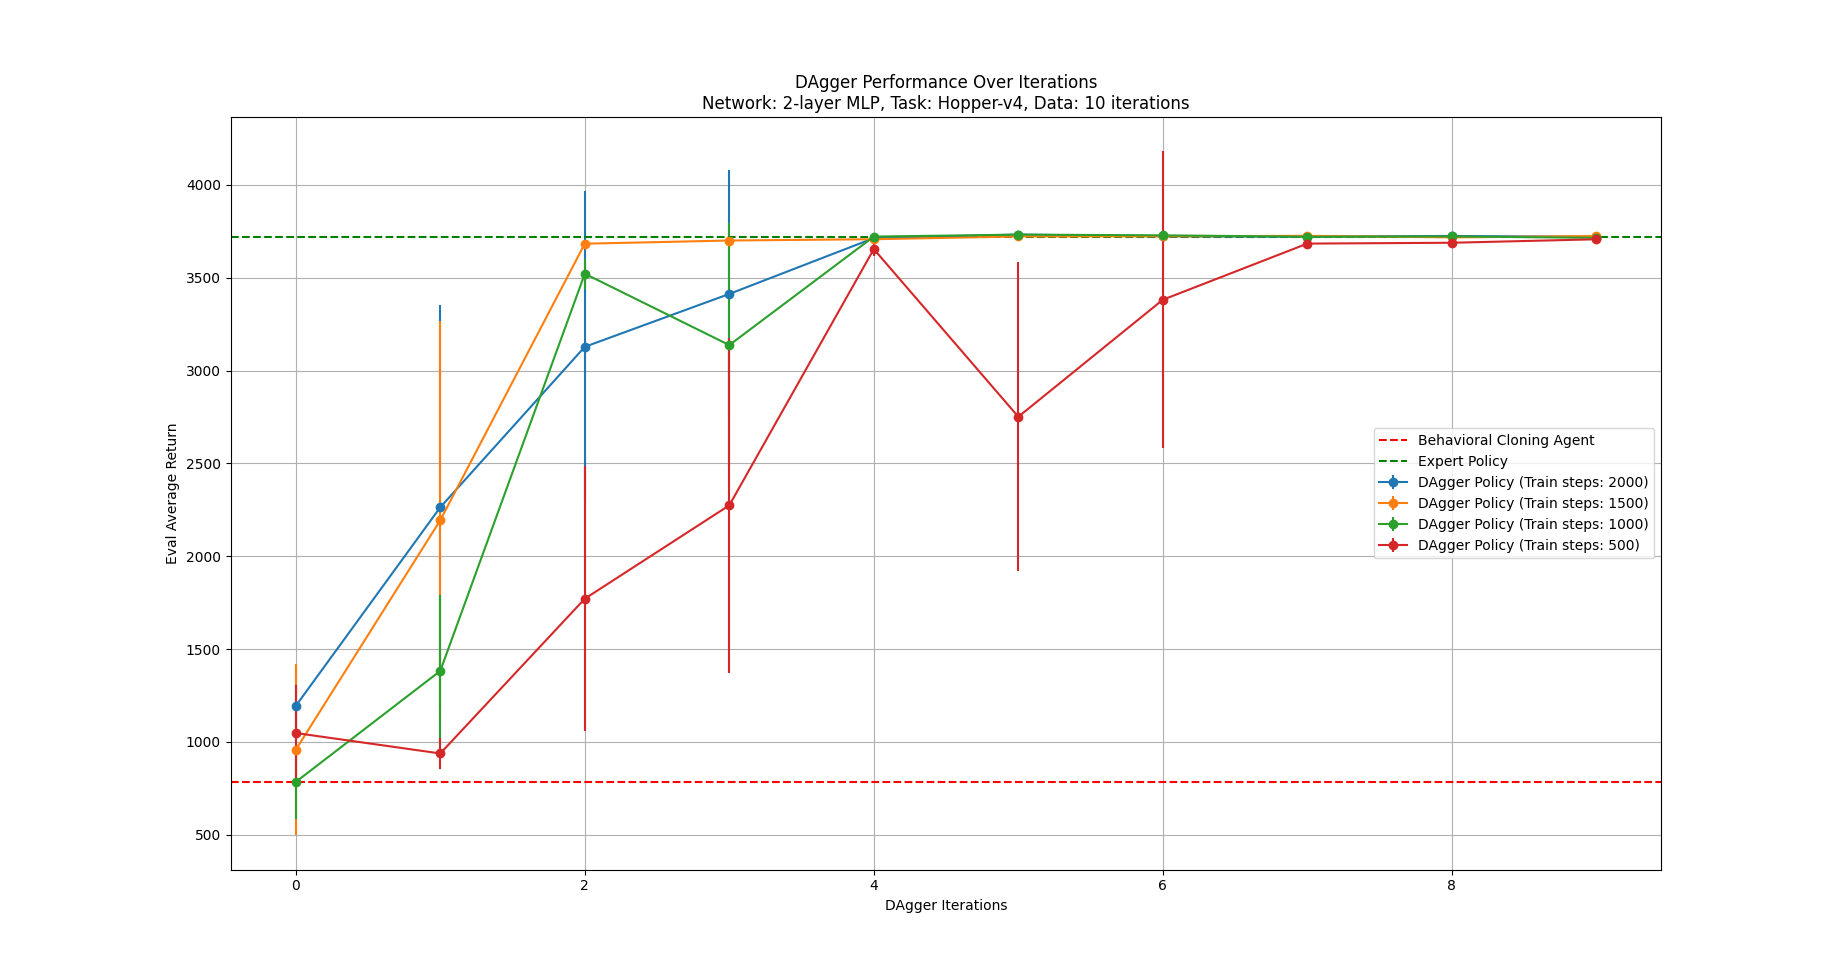 DAgger Performance Over Iterations
Network: 2-layer MLP, Task: Hopper-v4, Data: 10 iterations
Eval Average Return
4000
3500
3000
2500
2000
1500
1000
500
Behavioral Cloning Agent
Expert Policy
DAgger Policy (Train steps: 2000)
DAgger Policy (Train steps: 1500)
DAgger Policy (Train steps: 1000)
DAgger Policy (Train steps: 500)
0 2 4 6 8
DAgger Iterations